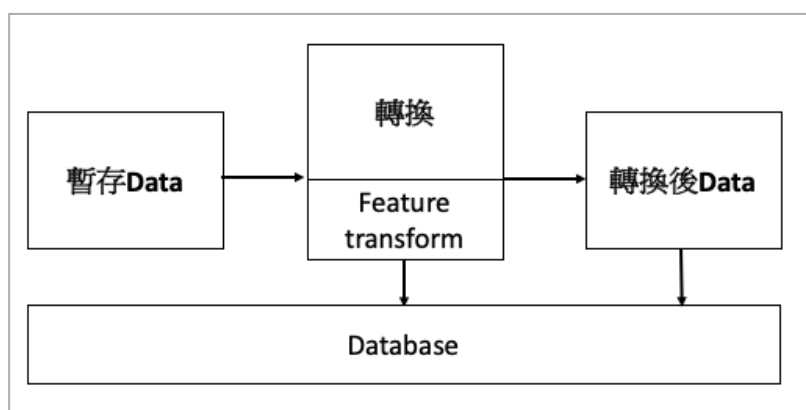 暫存Data
轉換
Feature
transform
轉換後Data
Database